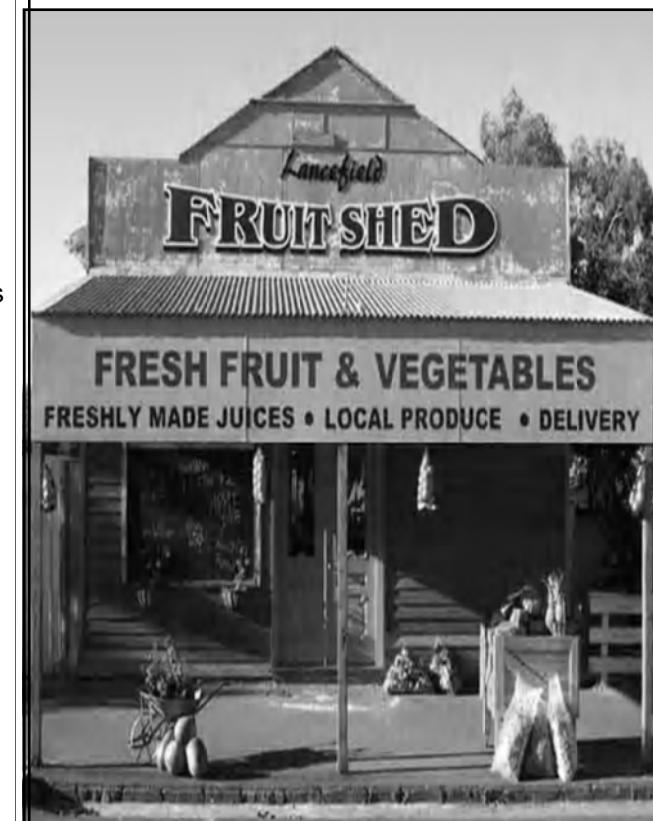 Lancefield
FRUIT SHED
FRESH FRUIT & VEGETABLES
FRESHLY MADE JUICES • LOCAL PRODUCE • DELIVERY